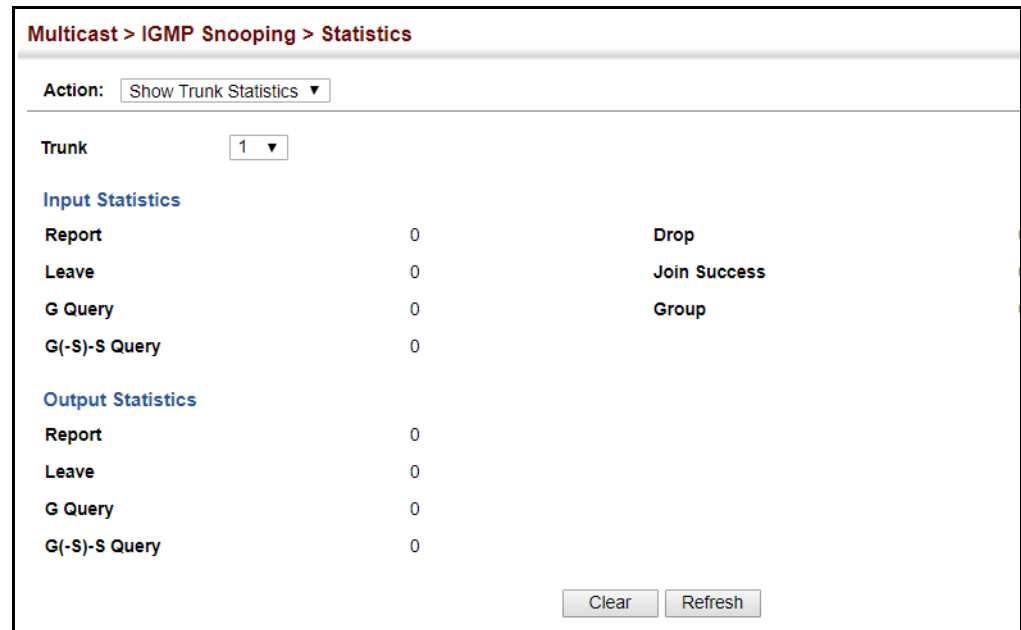 Multicast > IGMP Snooping > Statistics
Action: Show Trunk Statistics
Trunk 1
Input Statistics
Report 0 Drop
Leave 0 Join Success
G Query 0 Group
G(-S)-S Query 0
Output Statistics
Report 0
Leave 0
G Query 0
G(-S)-S Query 0
Clear Refresh